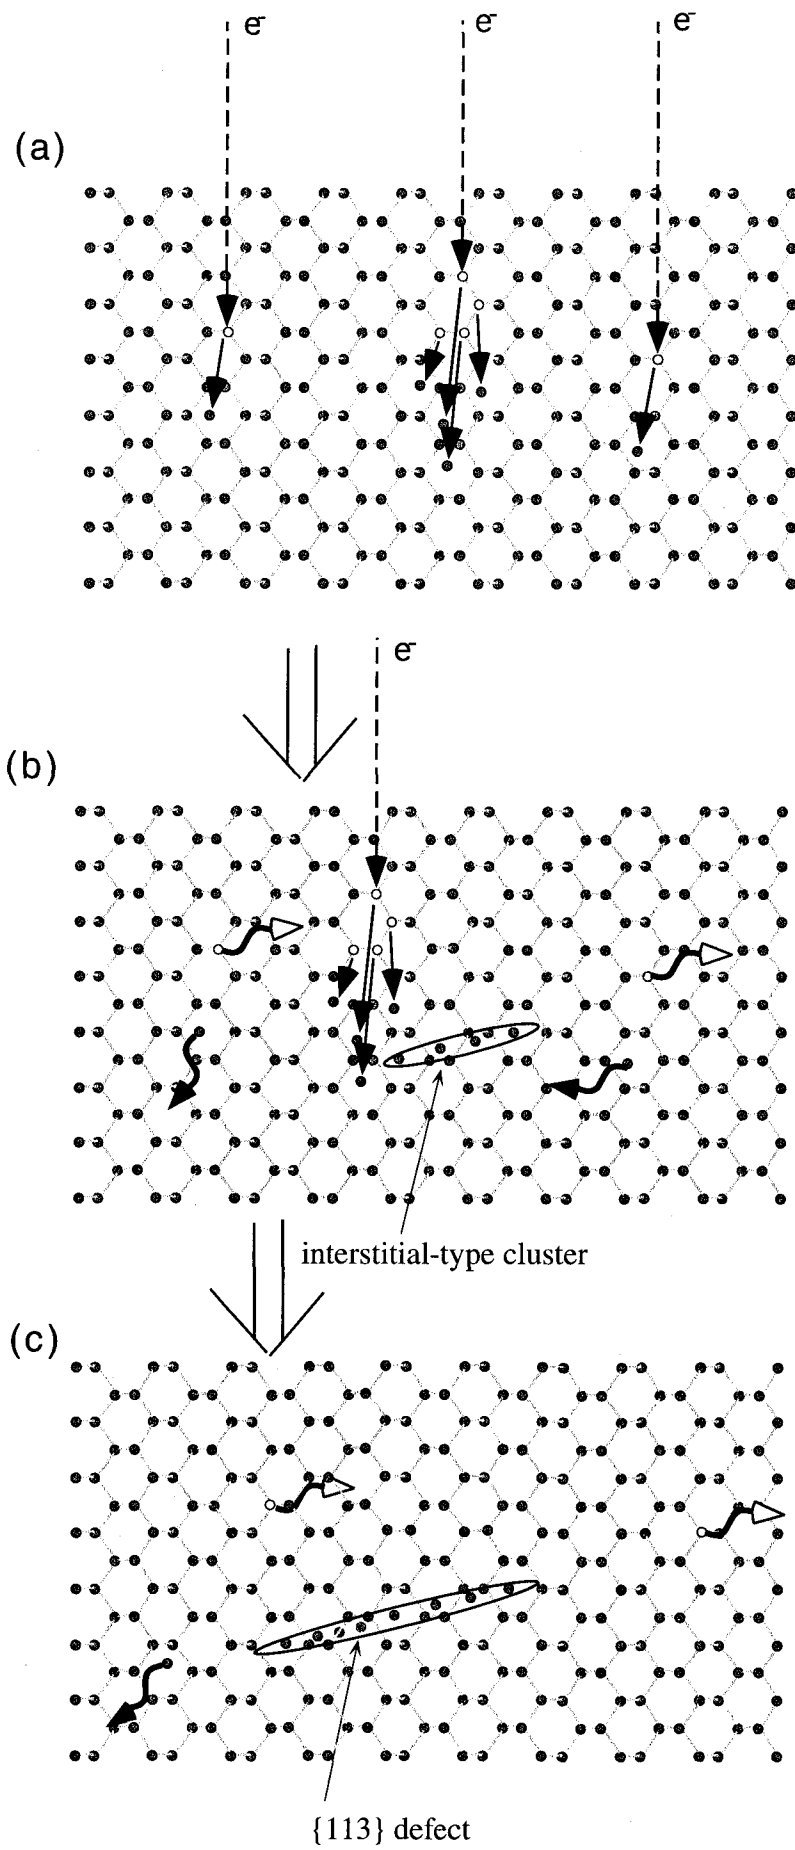 e- e- e-
(a)
e-
(b)
interstitial-type cluster
(c)
{113} defect